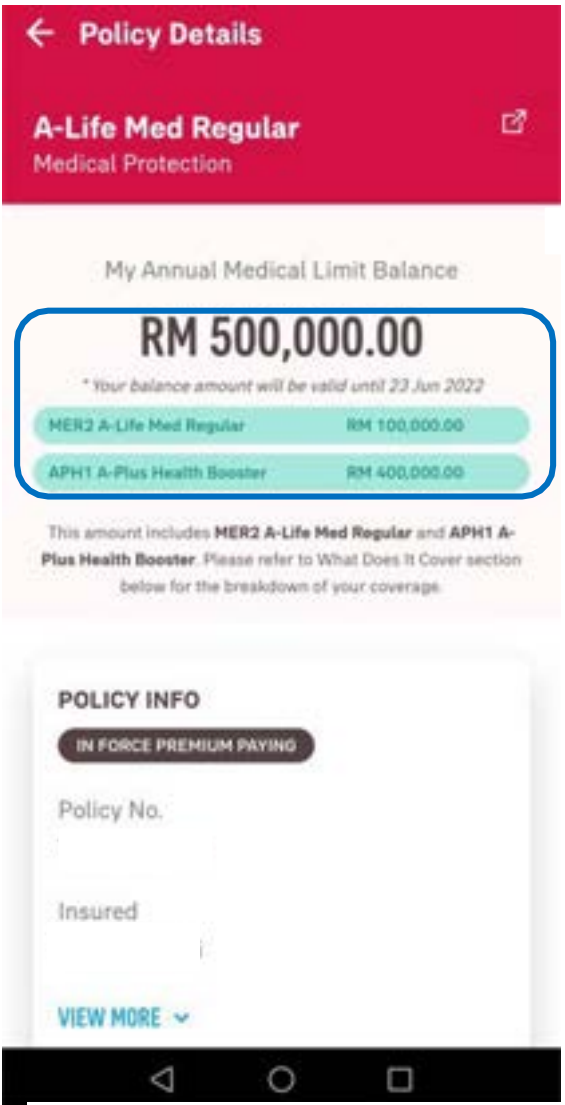 Policy Details
A-Life Med Regular
Medical Protection
My Annual Medical Limit Balance
RM 500,000.00
* Your balance amount will be valid until 23 Jun 2022
MER2 A-Life Med Regular RM 100,000.00
APH1 A-Plus Health Booster RM 400,000.00
This amount includes MER2 A-Life Med Regular and APH1 A-
Plus Health Booster. Please refer to What Does It Cover section
below for the breakdown of your coverage.
POLICY INFO
IN FORCE PREMIUM PAYING
Policy No.
Insured
VIEW MORE